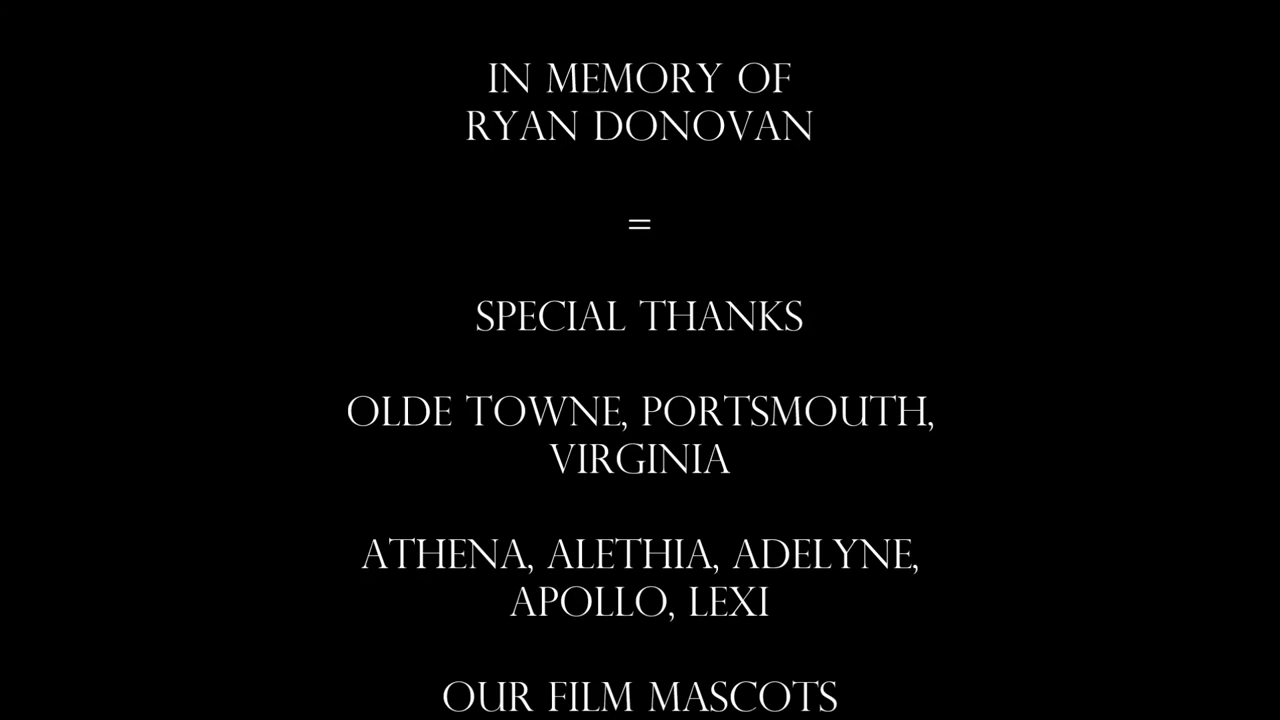 IN MEMORY OF
RYAN DONOVAN
=
SPECIAL THANKS
OLDE TOWNE, PORTSMOUTH,
VIRGINIA
ATHENA, ALETHIA, ADELYNE,
APOLLO, LEXI
OUR FILM MASCOTS